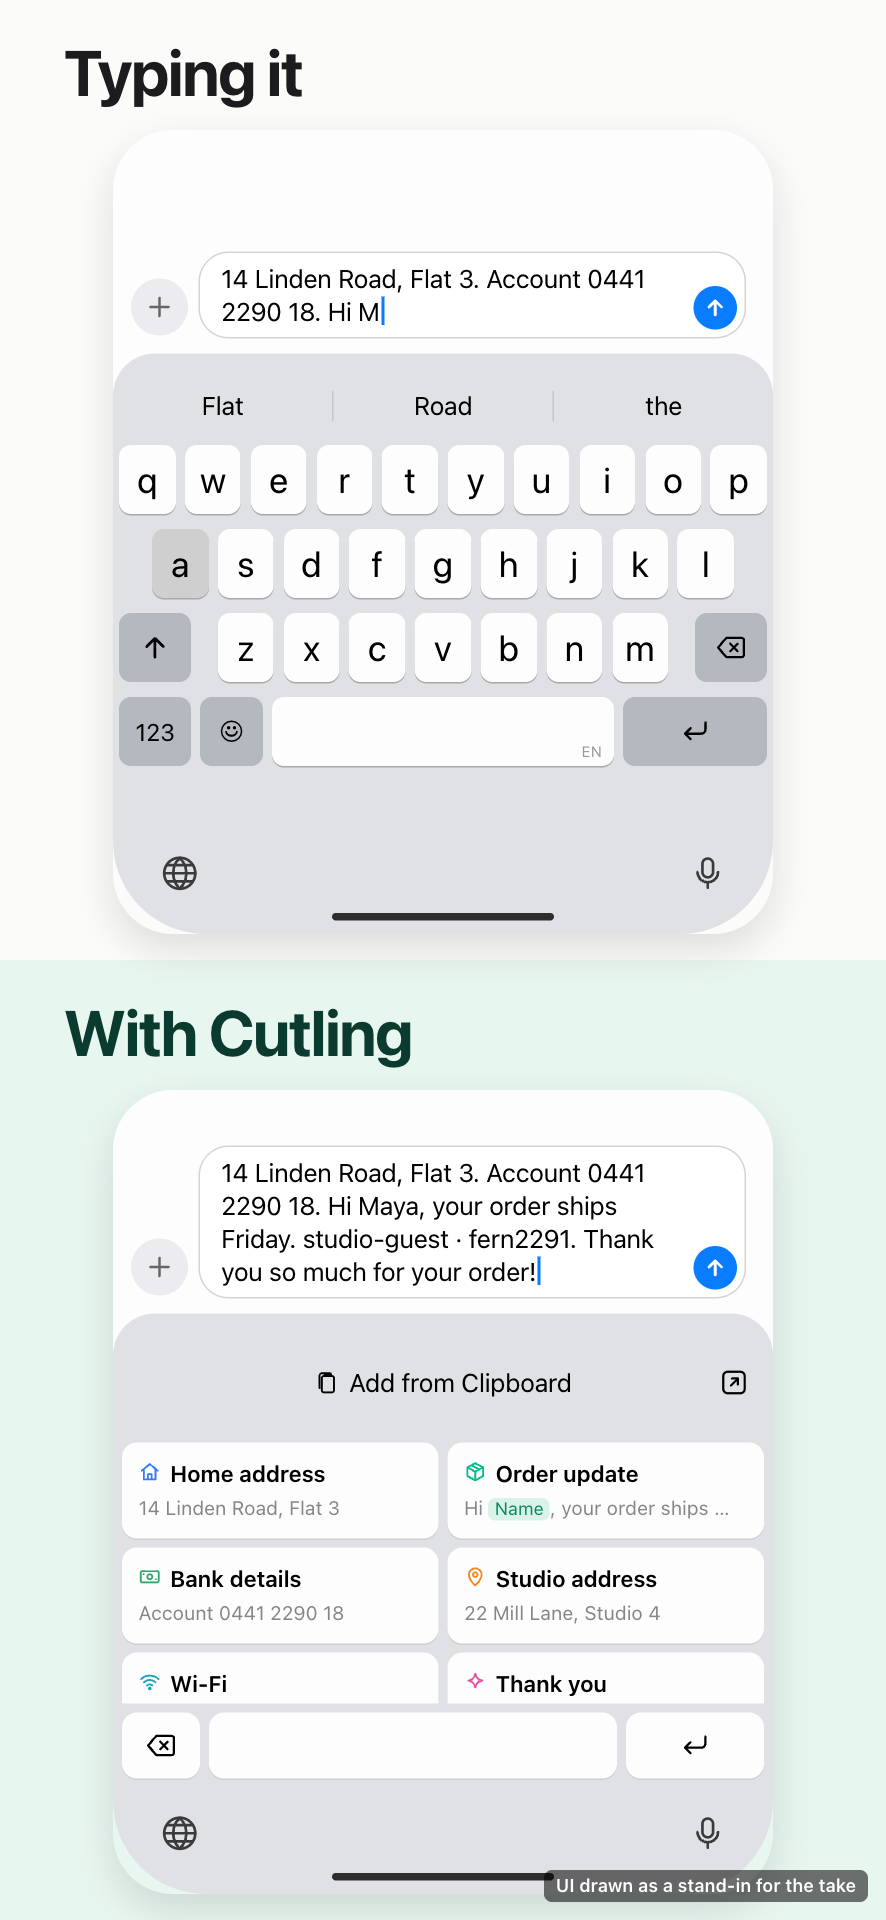 Typing it
14 Linden Road, Flat 3. Account 0441
2290 18. Hi M
Flat Road the
q w e r t y u i o p
a s d f g h j k l
z x c v b n m
123
EN
With Cutling
14 Linden Road, Flat 3. Account 0441
2290 18. Hi Maya, your order ships
Friday. studio-guest · fern2291. Thank
you so much for your order!
Add from Clipboard
Home address
14 Linden Road, Flat 3
Order update
Hi Name, your order ships ...
Bank details
Account 0441 2290 18
Studio address
22 Mill Lane, Studio 4
Wi-Fi
Thank you
UI drawn as a stand-in for the take